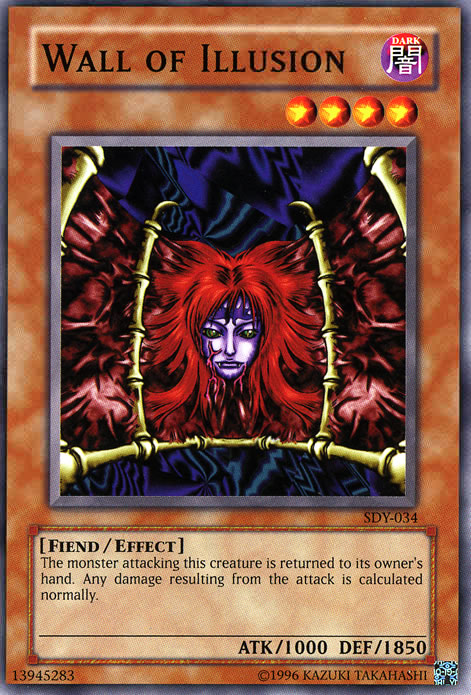 WALL OF ILLUSION
DARK
闇
SDY-034
[FIEND/EFFECT]
The monster attacking this creature is returned to its owner's
hand. Any damage resulting from the attack is calculated
normally.
ATK/1000 DEF/1850
13945283
©1996 KAZUKI TAKAHASHI